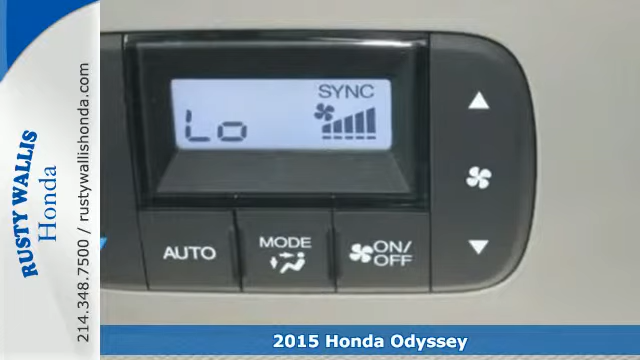 RUSTY WALLIS
Honda
214.348.7500 / rustywallishonda.com
SYNC
Lo
AUTO
MODE
ON/
OFF
2015 Honda Odyssey